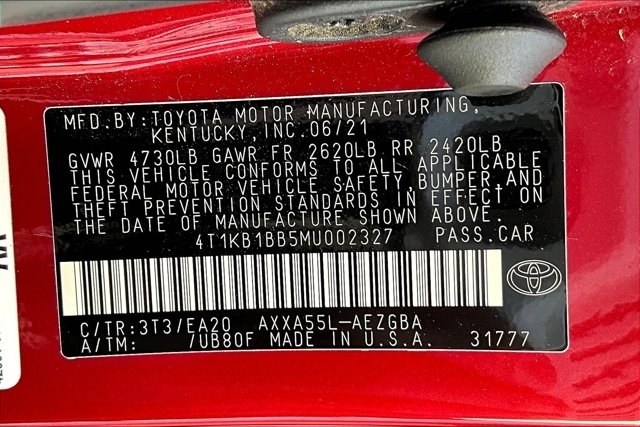 MFD.BY:TOYOTA MOTOR MANUFACTURING,
KENTUCKY, INC.06/21
GVWR 4730LB GAWR FR 2620LB RR 2420LB
THIS VEHICLE CONFORMS TO ALL APPLICABLE
FEDERAL MOTOR VEHICLE SAFETY,BUMPER,AND
THEFT PREVENTION STANDARDS IN EFFECT ON
THE DATE OF MANUFACTURE SHOWN ABOVE.
4T1KB1BB5MU002327 PASS.CAR
C/TR:3T3/EA20 AXXA55L-AEZGBA
A/TM: /UB80F MADE IN U.S.A. 31777